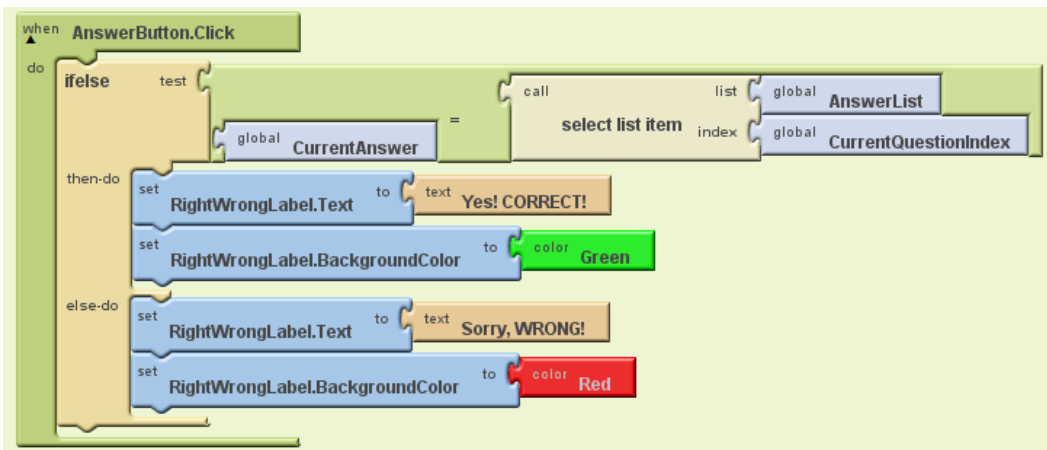 when AnswerButton.Click
do ifelse test
call list global AnswerList
select list item index global CurrentQuestionIndex
global CurrentAnswer =
then-do set RightWrongLabel.Text to text Yes! CORRECT!
set RightWrongLabel.BackgroundColor to color Green
else-do set RightWrongLabel.Text to text Sorry, WRONG!
set RightWrongLabel.BackgroundColor to color Red